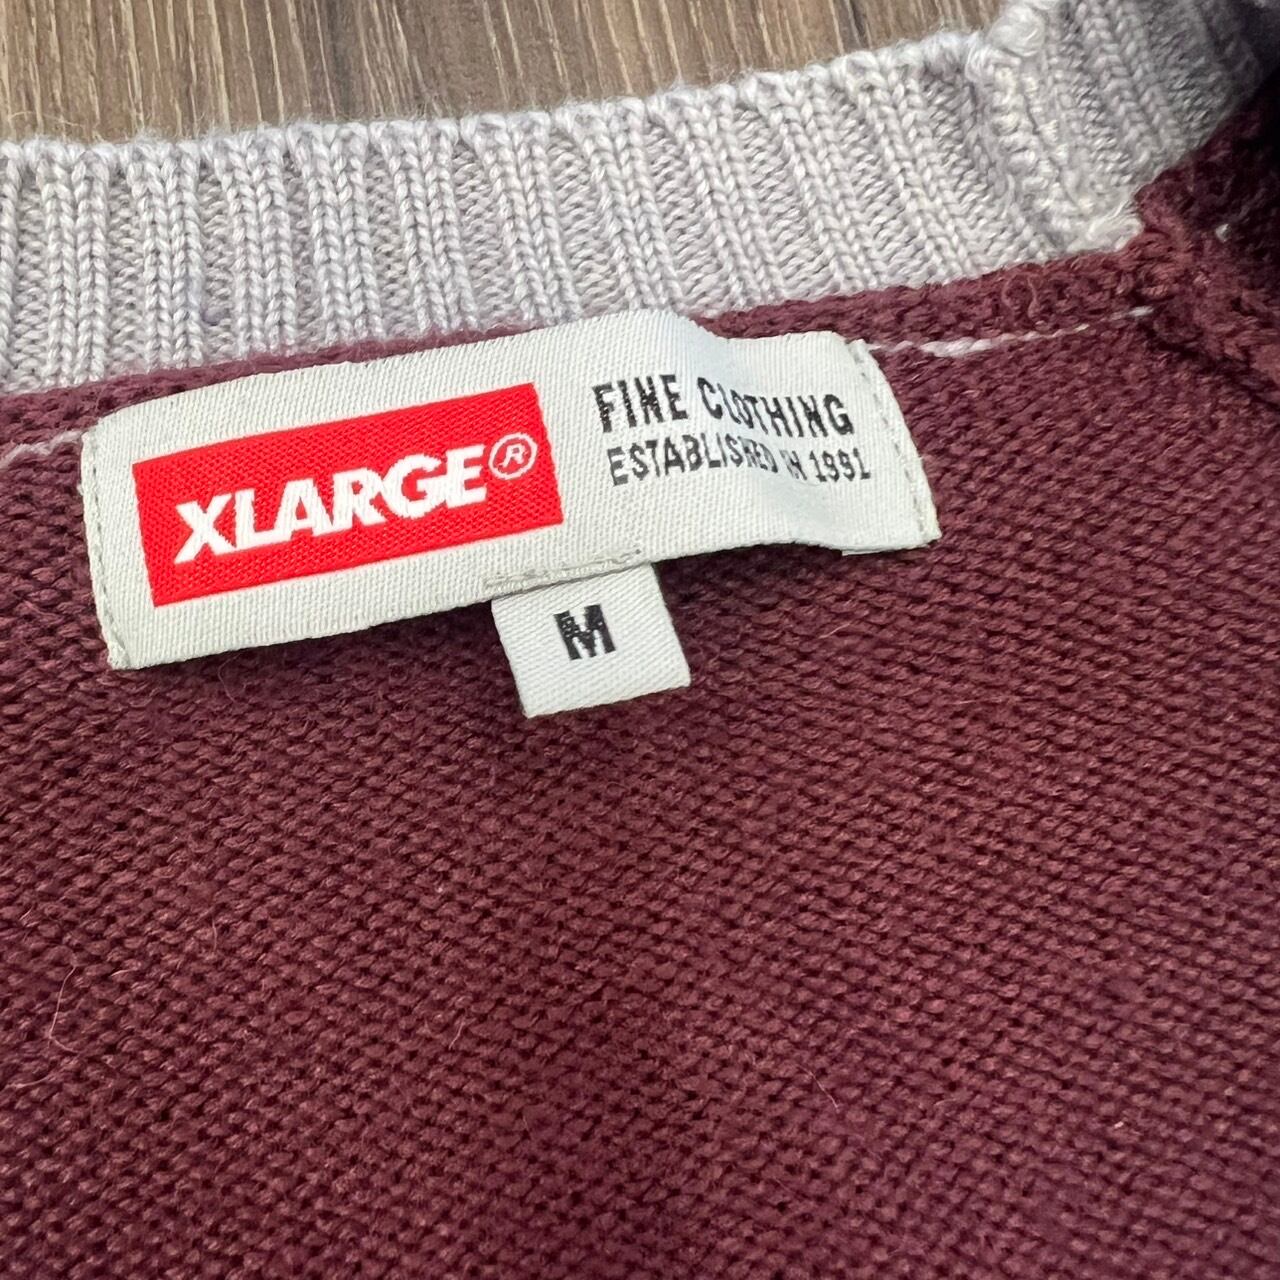 XLARGE®
FINE CLOTHING
ESTABLISHED IN 1991
M